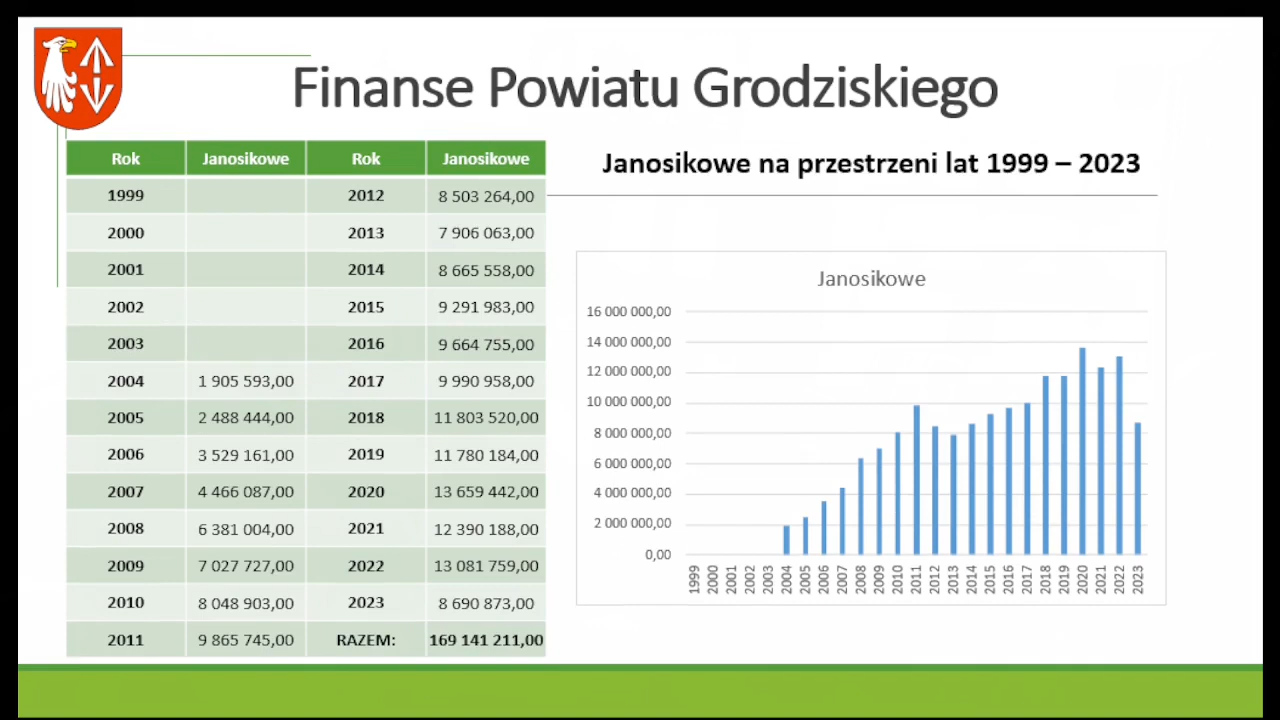 Finanse Powiatu Grodziskiego
Janosikowe na przestrzeni lat 1999 – 2023
Rok Janosikowe Rok Janosikowe
1999 2012 8 503 264,00
2000 2013 7 906 063,00
2001 2014 8 665 558,00
2002 2015 9 291 983,00
2003 2016 9 664 755,00
2004 1 905 593,00 2017 9 990 958,00
2005 2 488 444,00 2018 11 803 520,00
2006 3 529 161,00 2019 11 780 184,00
2007 4 466 087,00 2020 13 659 442,00
2008 6 381 004,00 2021 12 390 188,00
2009 7 027 727,00 2022 13 081 759,00
2010 8 048 903,00 2023 8 690 873,00
2011 9 865 745,00 RAZEM: 169 141 211,00
Janosikowe
16 000 000,00
14 000 000,00
12 000 000,00
10 000 000,00
8 000 000,00
6 000 000,00
4 000 000,00
2 000 000,00
0,00
1999 2000 2001 2002 2003 2004 2005 2006 2007 2008 2009 2010 2011 2012 2013 2014 2015 2016 2017 2018 2019 2020 2021 2022 2023